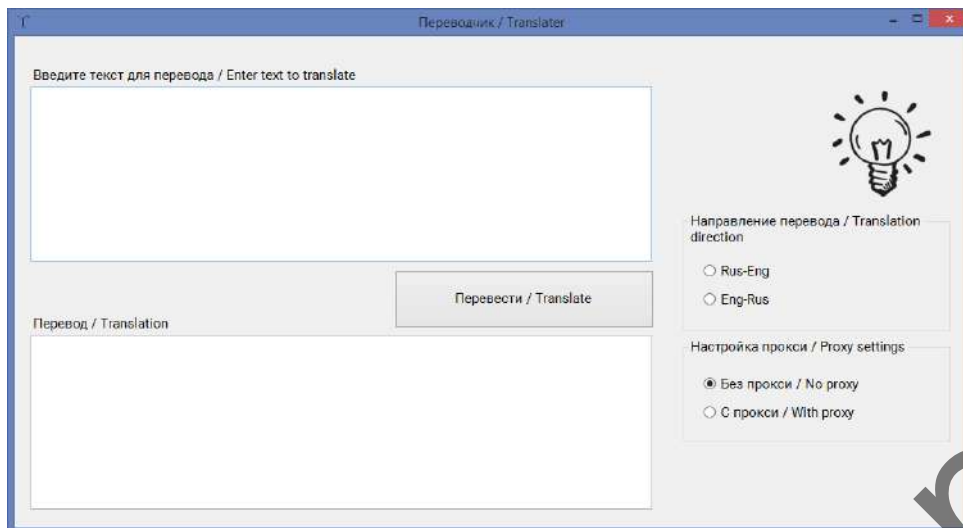 Переводчик / Translater
Введите текст для перевода / Enter text to translate
Направление перевода / Translation
direction
Rus-Eng
Eng-Rus
Перевести / Translate
Перевод / Translation
Настройка прокси / Proxy settings
Без прокси / No proxy
С прокси / With proxy